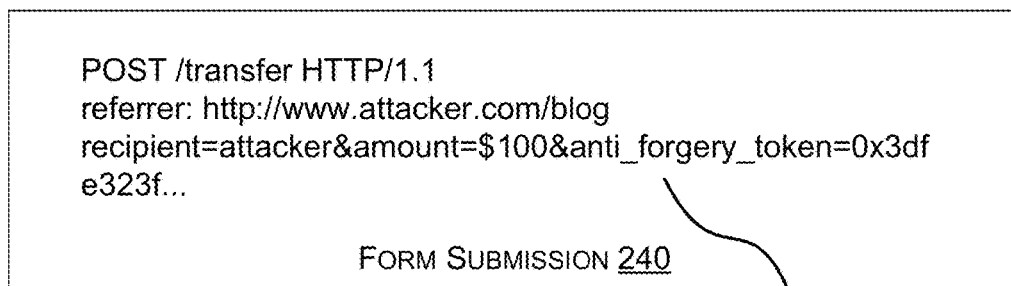 POST /transfer HTTP/1.1
referrer: http://www.attacker.com/blog
recipient=attacker&amount=$100&anti_forgery_token=0x3df
e323f...
FORM SUBMISSION 240